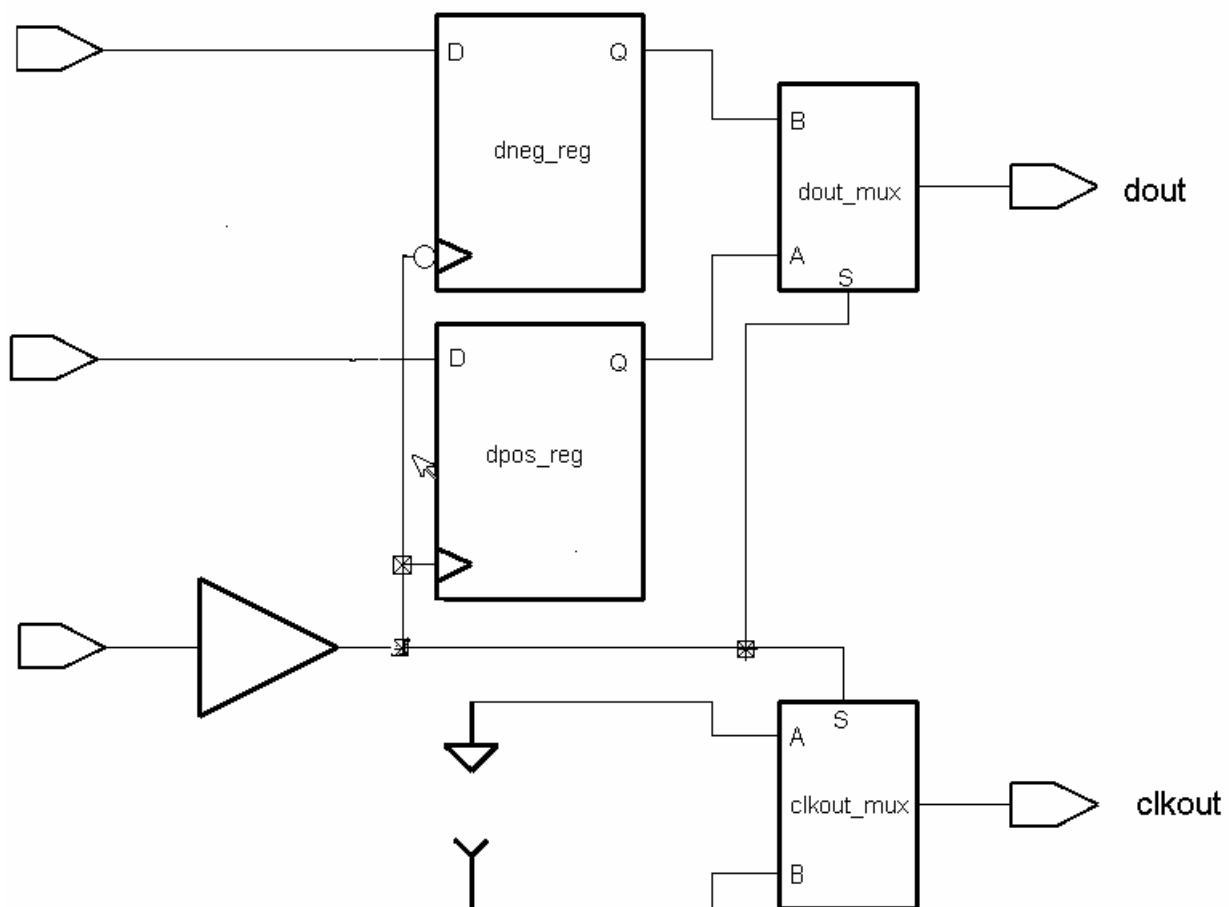 D
Q
dneg_reg
B
dout_mux
dout
A
S
D
Q
dpos_reg
S
A
clkout_mux
clkout
B